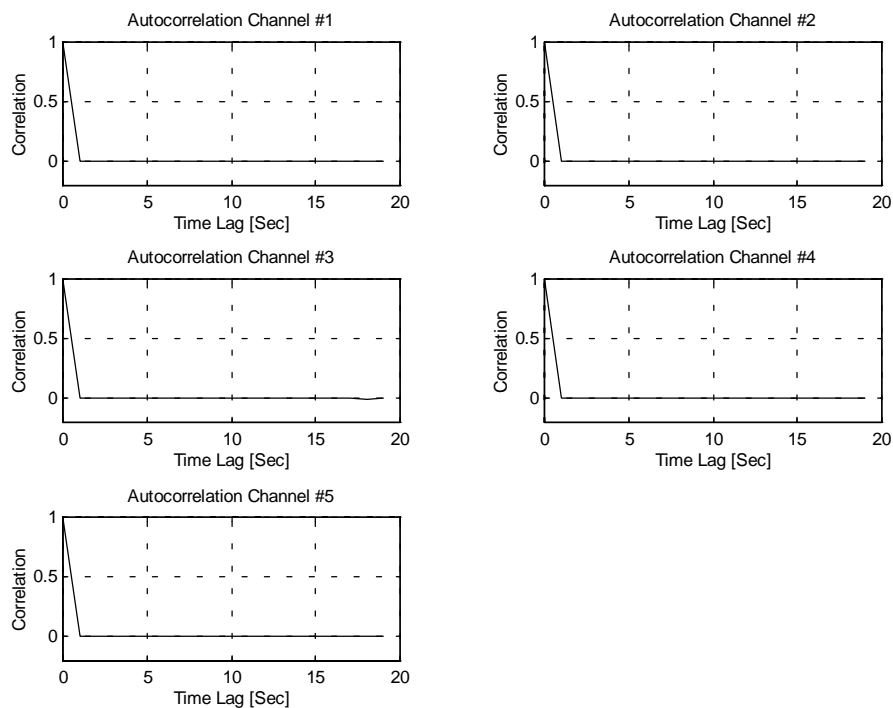 Autocorrelation Channel #1
1
0.5
0
Correlation
0 5 10 15 20
Time Lag [Sec]
Autocorrelation Channel #2
1
0.5
0
Correlation
0 5 10 15 20
Time Lag [Sec]
Autocorrelation Channel #3
1
0.5
0
Correlation
0 5 10 15 20
Time Lag [Sec]
Autocorrelation Channel #4
1
0.5
0
Correlation
0 5 10 15 20
Time Lag [Sec]
Autocorrelation Channel #5
1
0.5
0
Correlation
0 5 10 15 20
Time Lag [Sec]